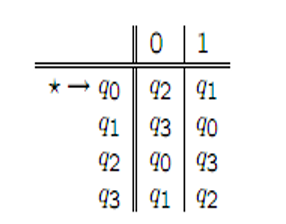 0 1
⋆ → q0 q2 q1
q1 q3 q0
q2 q0 q3
q3 q1 q2